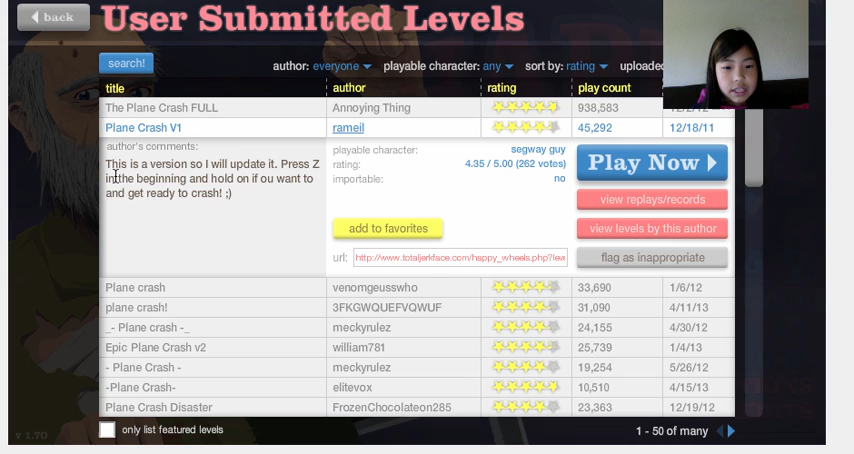 back
User Submitted Levels
search!
author: everyone playable character: any sort by: rating uploaded
title author rating play count
The Plane Crash FULL Annoying Thing 938,583
Plane Crash V1 rameil 45,292 12/18/11
author's comments:
This is a version so I will update it. Press Z
in the beginning and hold on if ou want to
and get ready to crash! ;)
playable character: segway guy
rating: 4.35 / 5.00 (262 votes)
importable: no
add to favorites
url: http://www.totaljerkface.com/happy_wheels.php?leve
Play Now
view replays/records
view levels by this author
flag as inappropriate
Plane crash venomgeusswho 33,690 1/6/12
plane crash! 3FKGWQUEFVQWUF 31,090 4/11/13
_- Plane crash -_ meckyrulez 24,155 4/30/12
Epic Plane Crash v2 william781 25,739 1/4/13
- Plane Crash - meckyrulez 19,254 5/26/12
-Plane Crash- elitevox 10,510 4/15/13
Plane Crash Disaster FrozenChocolateon285 23,363 12/19/12
only list featured levels
1 - 50 of many
v 1.70